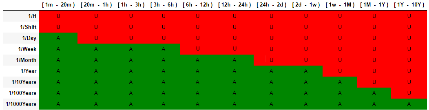 [1m - 20m[ [20m - 1h[ [1h - 3h[ [3h - 6h[ [6h - 12h[ [12h - 24h[ [24h - 2d[ [2d - 1w[ [1w - 1M[ [1M - 1Y[ [1Y - 10Y[
1/H U U U U U U U U U U U
1/Shift U U U U U U U U U U U
1/Day A U U U U U U U U U U
1/Week A A A A U U U U U U U
1/Month A A A A A U U U U U U
1/Year A A A A A A A A U U U
1/10Years A A A A A A A A A U U
1/100Years A A A A A A A A A A U
1/1000Years A A A A A A A A A A A